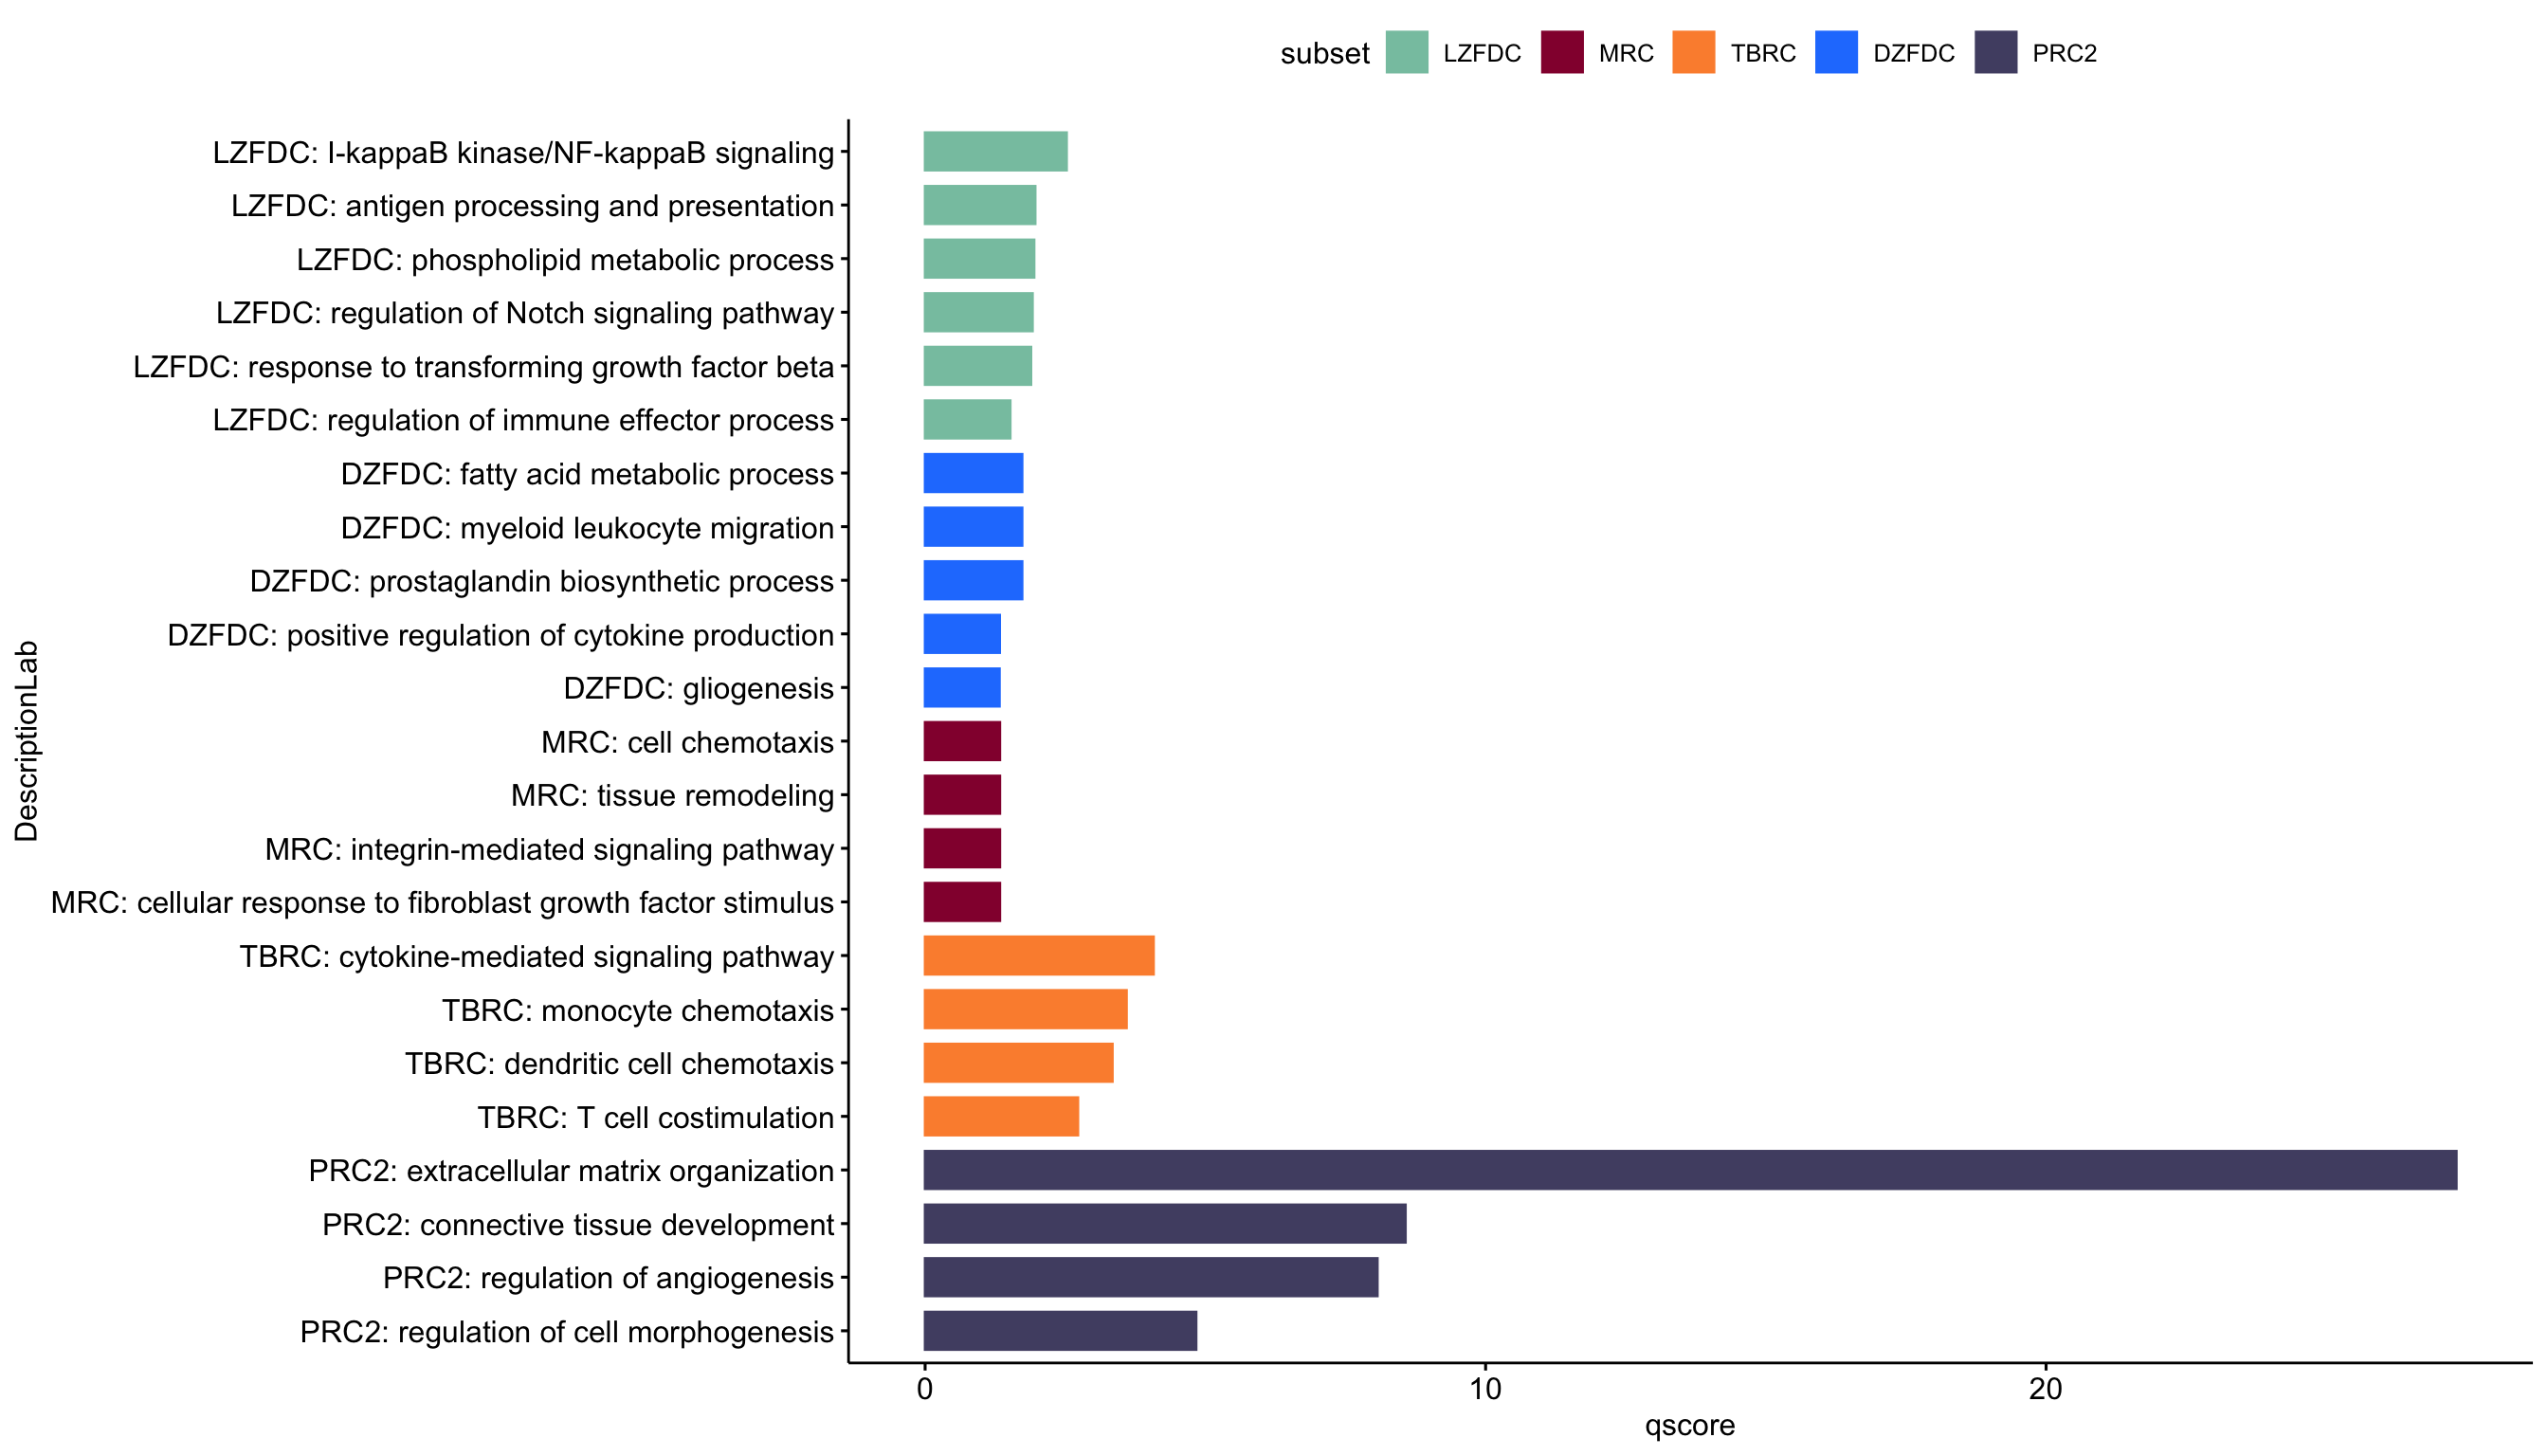 subset LZFDC MRC TBRC DZFDC PRC2
LZFDC: I-kappaB kinase/NF-kappaB signaling
LZFDC: antigen processing and presentation
LZFDC: phospholipid metabolic process
LZFDC: regulation of Notch signaling pathway
LZFDC: response to transforming growth factor beta
LZFDC: regulation of immune effector process
DZFDC: fatty acid metabolic process
DZFDC: myeloid leukocyte migration
DZFDC: prostaglandin biosynthetic process
DZFDC: positive regulation of cytokine production
DZFDC: gliogenesis
MRC: cell chemotaxis
MRC: tissue remodeling
MRC: integrin-mediated signaling pathway
MRC: cellular response to fibroblast growth factor stimulus
TBRC: cytokine-mediated signaling pathway
TBRC: monocyte chemotaxis
TBRC: dendritic cell chemotaxis
TBRC: T cell costimulation
PRC2: extracellular matrix organization
PRC2: connective tissue development
PRC2: regulation of angiogenesis
PRC2: regulation of cell morphogenesis
DescriptionLab
0 10 20
qscore